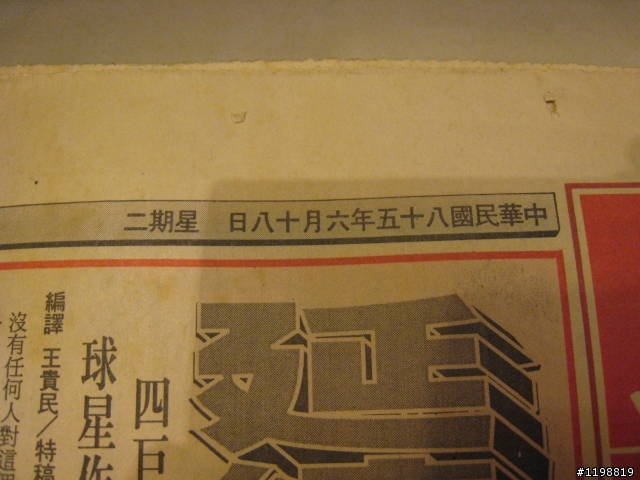 中華民國八十五年六月十八日 星期二
四巨
球星作
編譯 王貴民／特稿
沒有任何人對這
#1198819